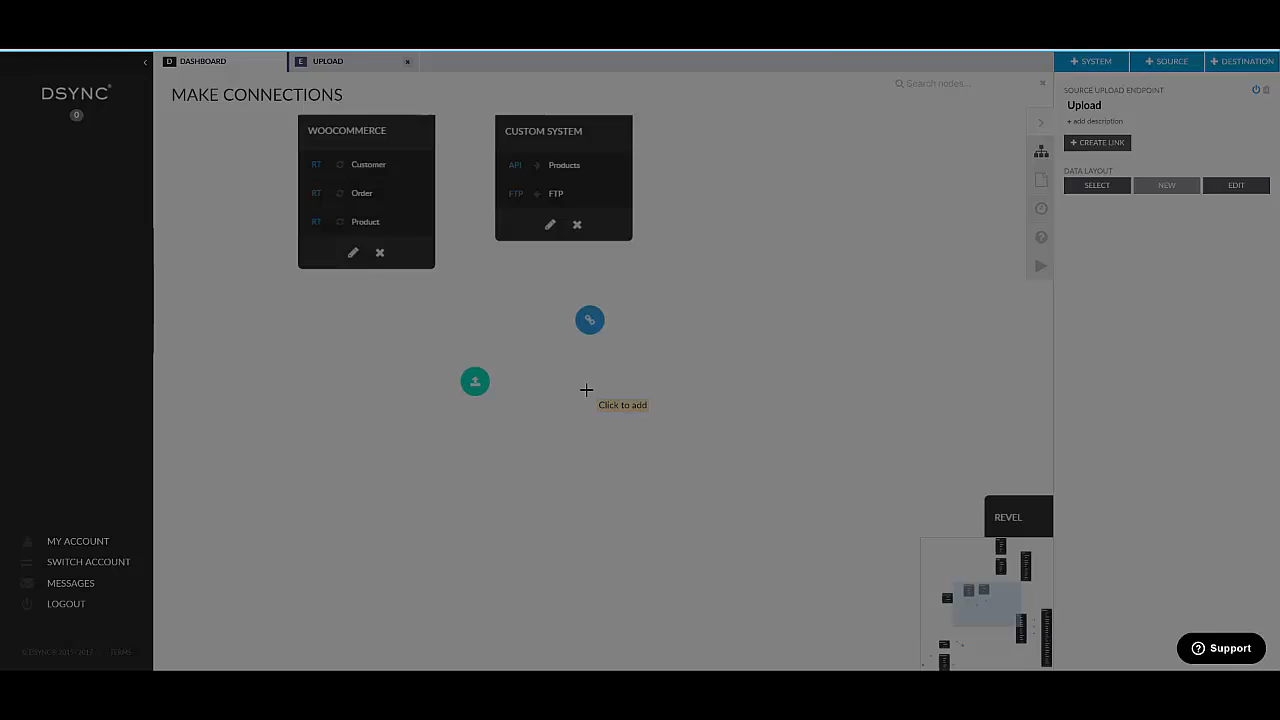 D DASHBOARD
E UPLOAD
+ SYSTEM
+ SOURCE
+ DESTINATION
DSYNC
0
MAKE CONNECTIONS
Search nodes...
SOURCE UPLOAD ENDPOINT
Upload
+ add description
+ CREATE LINK
DATA LAYOUT
SELECT
NEW
EDIT
WOOCOMMERCE
RT Customer
RT Order
RT Product
CUSTOM SYSTEM
API Products
FTP FTP
Click to add
REVEL
MY ACCOUNT
SWITCH ACCOUNT
MESSAGES
LOGOUT
TERMS
Support